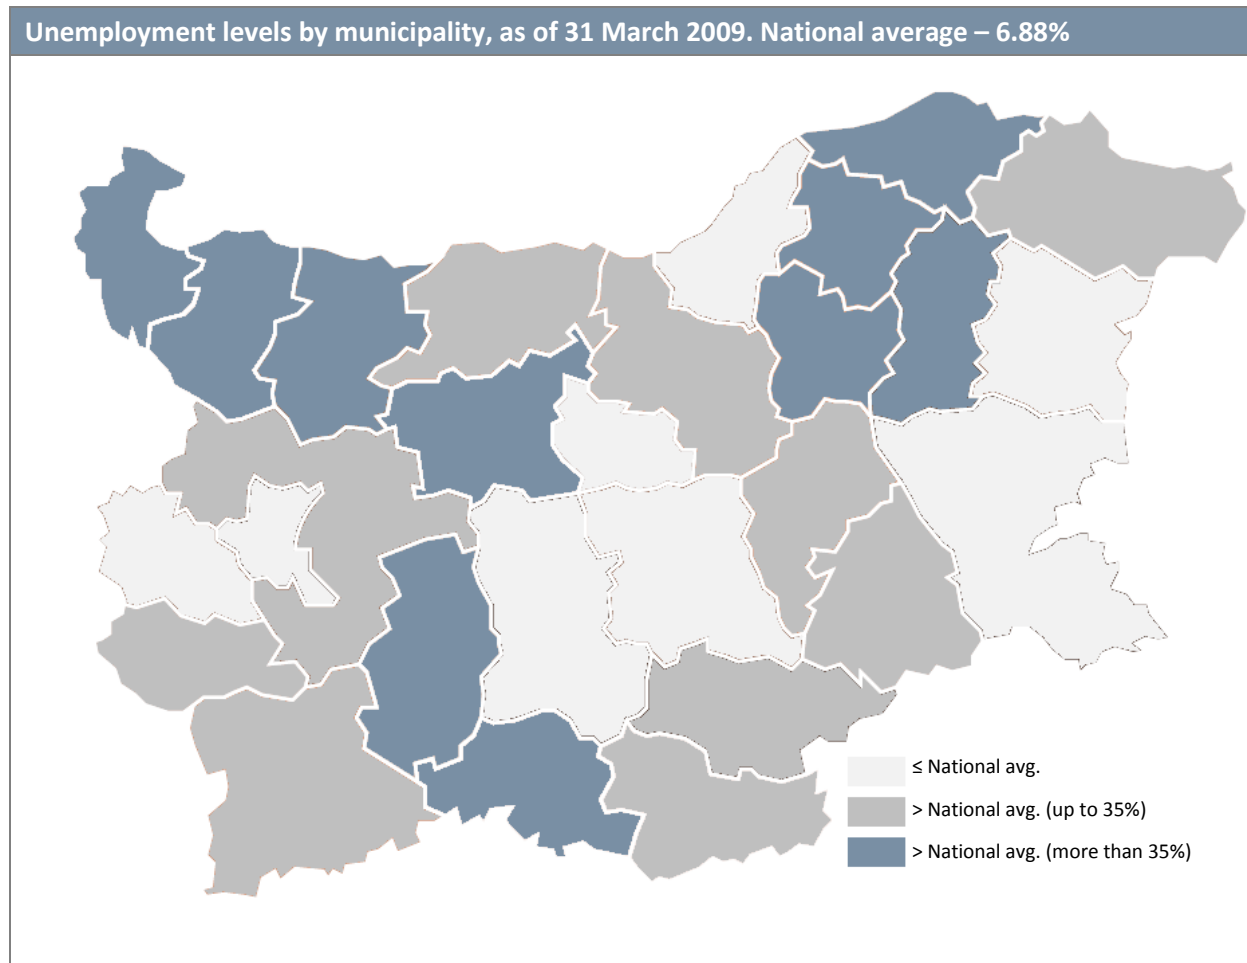 Unemployment levels by municipality, as of 31 March 2009. National average – 6.88%
≤ National avg.
> National avg. (up to 35%)
> National avg. (more than 35%)